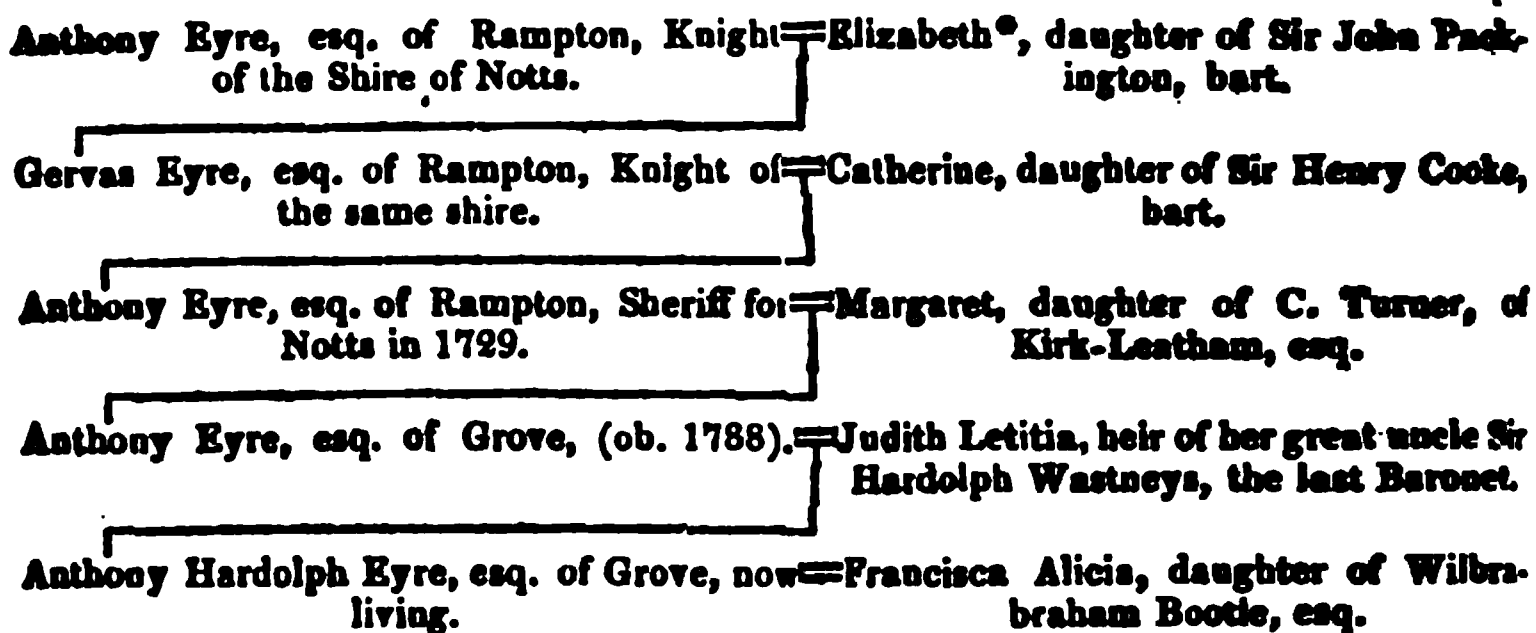 Anthony Eyre, esq. of Rampton, Knight=Elizabeth*, daughter of Sir John Pack-
of the Shire of Notts. ington, bart.
Gervas Eyre, esq. of Rampton, Knight of=Catherine, daughter of Sir Henry Cooke,
the same shire. bart.
Anthony Eyre, esq. of Rampton, Sheriff for=Margaret, daughter of C. Turner, of
Notts in 1729. Kirk-Leatham, esq.
Anthony Eyre, esq. of Grove, (ob. 1788).=Judith Letitia, heir of her great uncle Sir
Hardolph Wastneys, the last Baronet.
Anthony Hardolph Eyre, esq. of Grove, now=Francisca Alicia, daughter of Wilbra-
living. braham Bootle, esq.